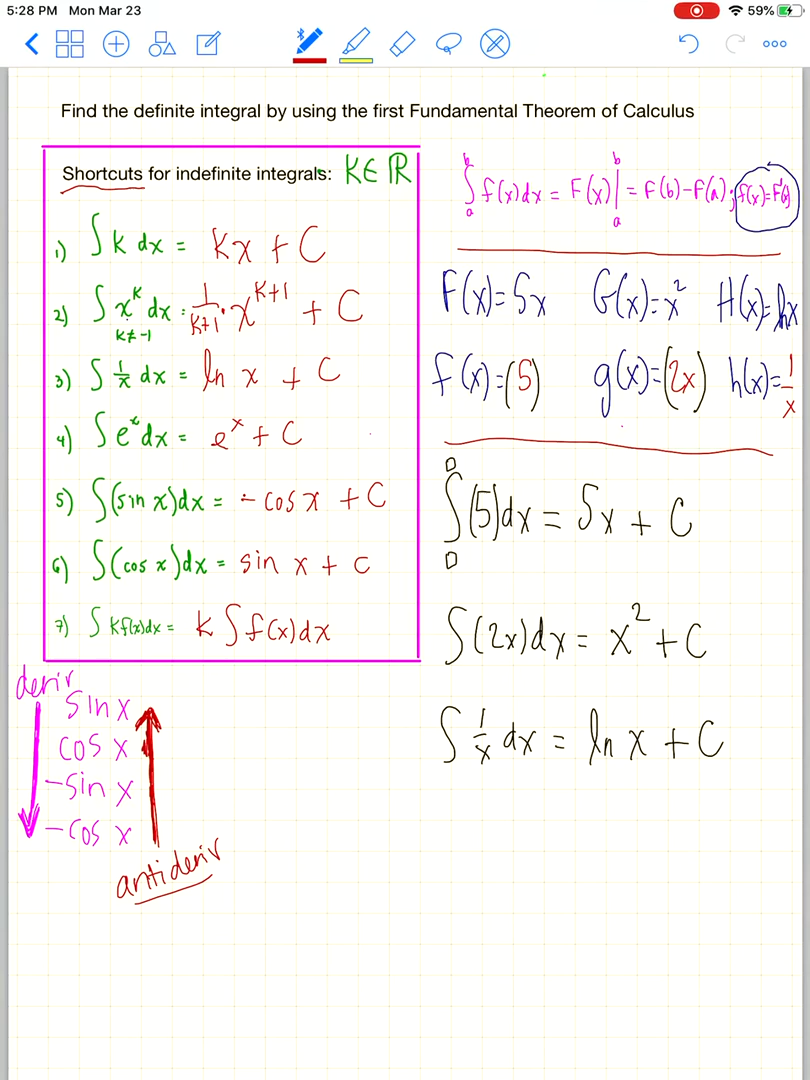 5:28 PM Mon Mar 23
59%
Find the definite integral by using the first Fundamental Theorem of Calculus
Shortcuts for indefinite integrals: K∈ℝ
1) ∫ k dx = kx + C
2) ∫ x^k dx = 1/(k+1) · x^(k+1) + C
k≠-1
3) ∫ 1/x dx = ln x + C
4) ∫ e^x dx = e^x + C
5) ∫(sin x)dx = - cos x + C
6) ∫(cos x)dx = sin x + c
7) ∫ kf(x)dx = k ∫ f(x)dx
deriv
sin x
cos x
-sin x
-cos x
antideriv
∫_a^b f(x)dx = F(x)|_a^b = F(b)-F(a); f(x)=F'(x)
F(x)=5x G(x)=x² H(x)=ln x
f(x)=(5) g(x)=(2x) h(x)=1/x
∫(5)dx = 5x + C
∫(2x)dx = x² + C
∫ 1/x dx = ln x + C